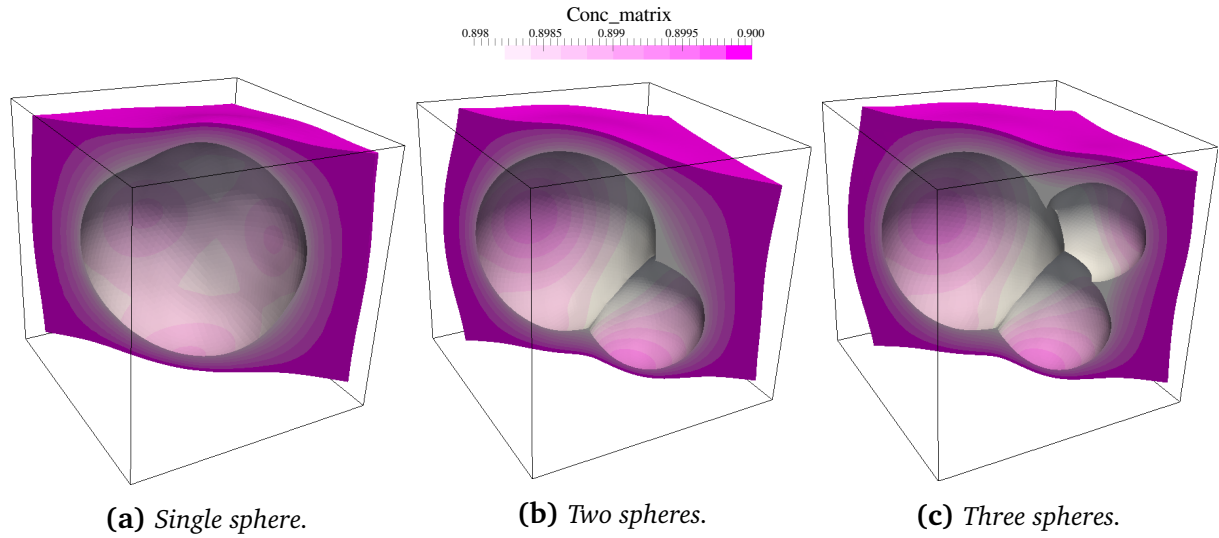 Conc_matrix
0.898 0.8985 0.899 0.8995 0.900
(a) Single sphere.
(b) Two spheres.
(c) Three spheres.